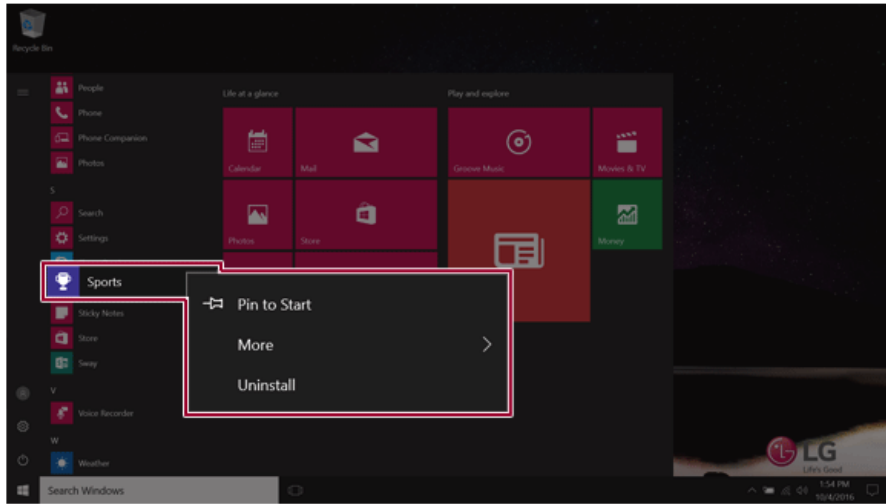 Recycle Bin
Life at a glance
Play and explore
People
Phone
Phone Companion
Photos
S
Search
Settings
Sports
Sticky Notes
Store
Sway
V
Voice Recorder
W
Weather
Calendar
Mail
Photos
Store
Groove Music
Movies & TV
Money
Pin to Start
More
Uninstall
LG
Life's Good
Search Windows
1:54 PM
10/4/2016